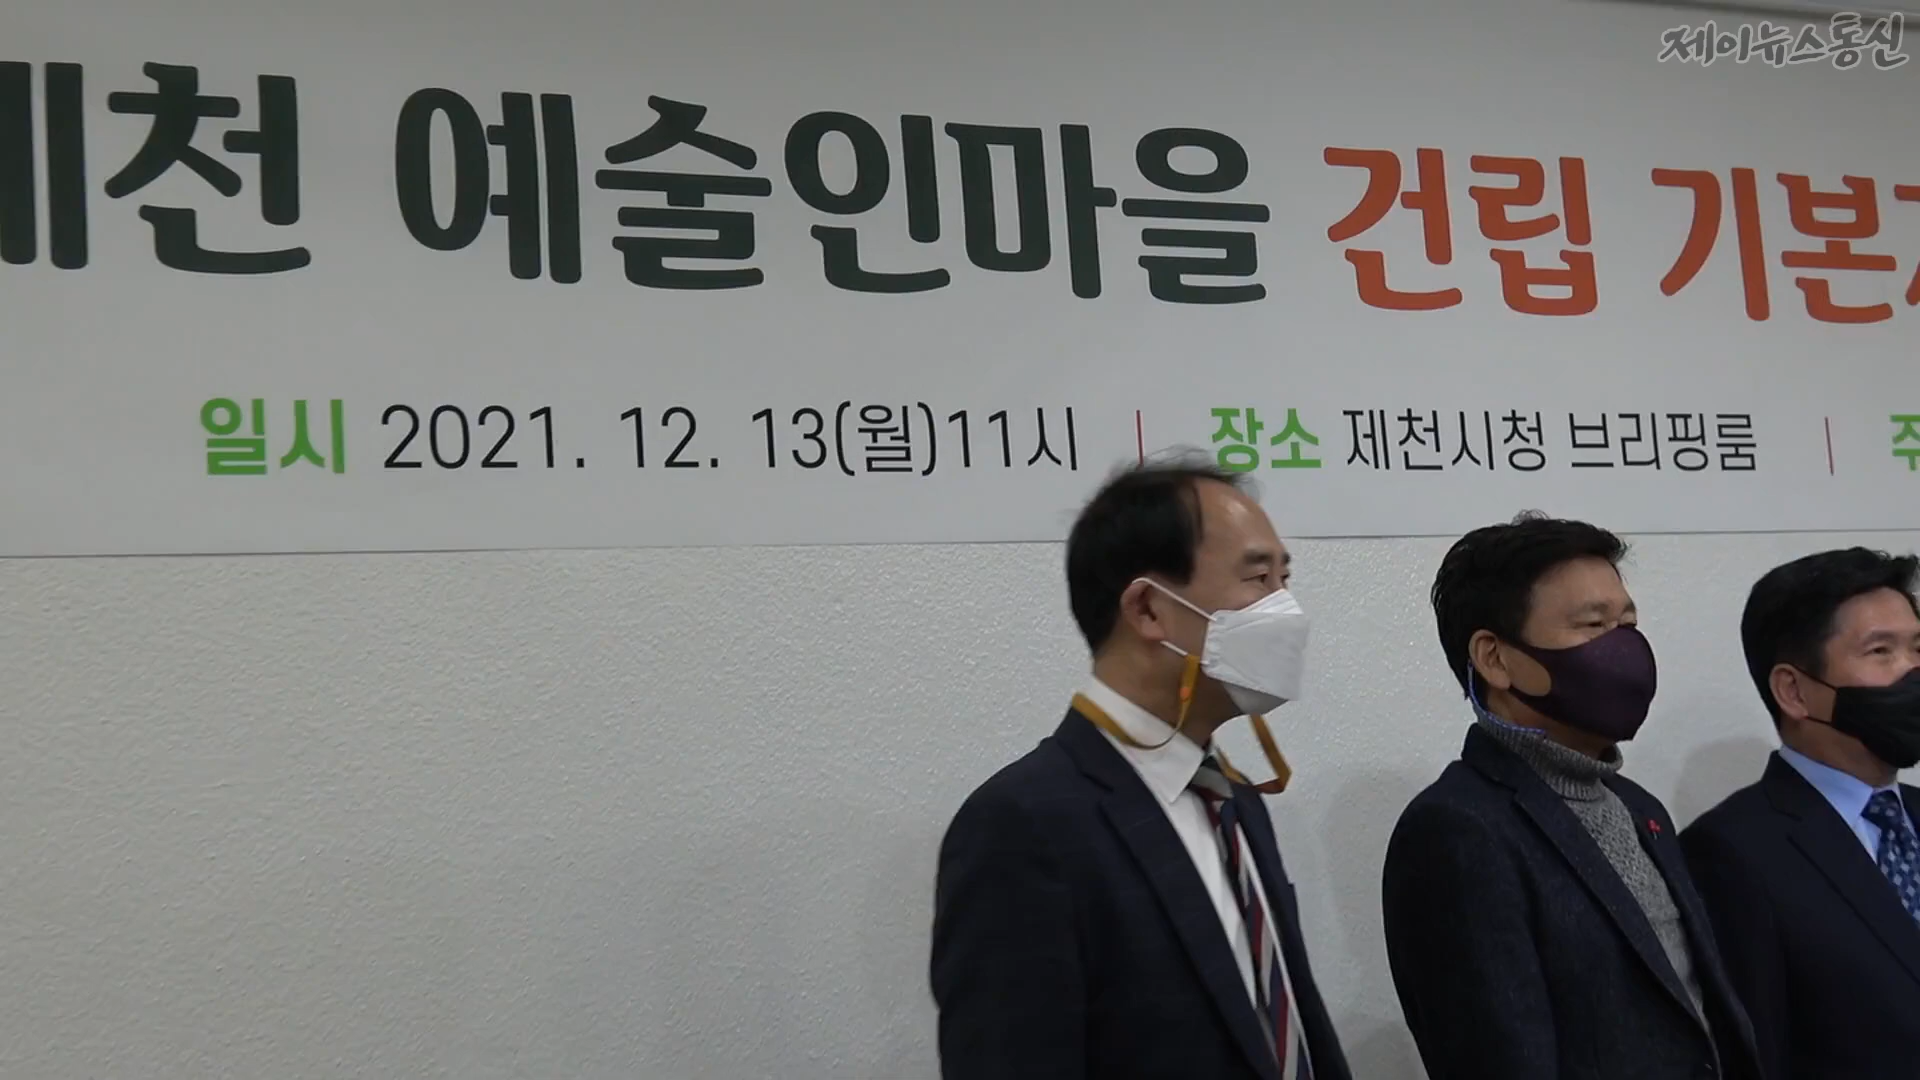 제이뉴스통신
제천 예술인마을 건립 기본
일시 2021. 12. 13(월)11시 | 장소 제천시청 브리핑룸 |